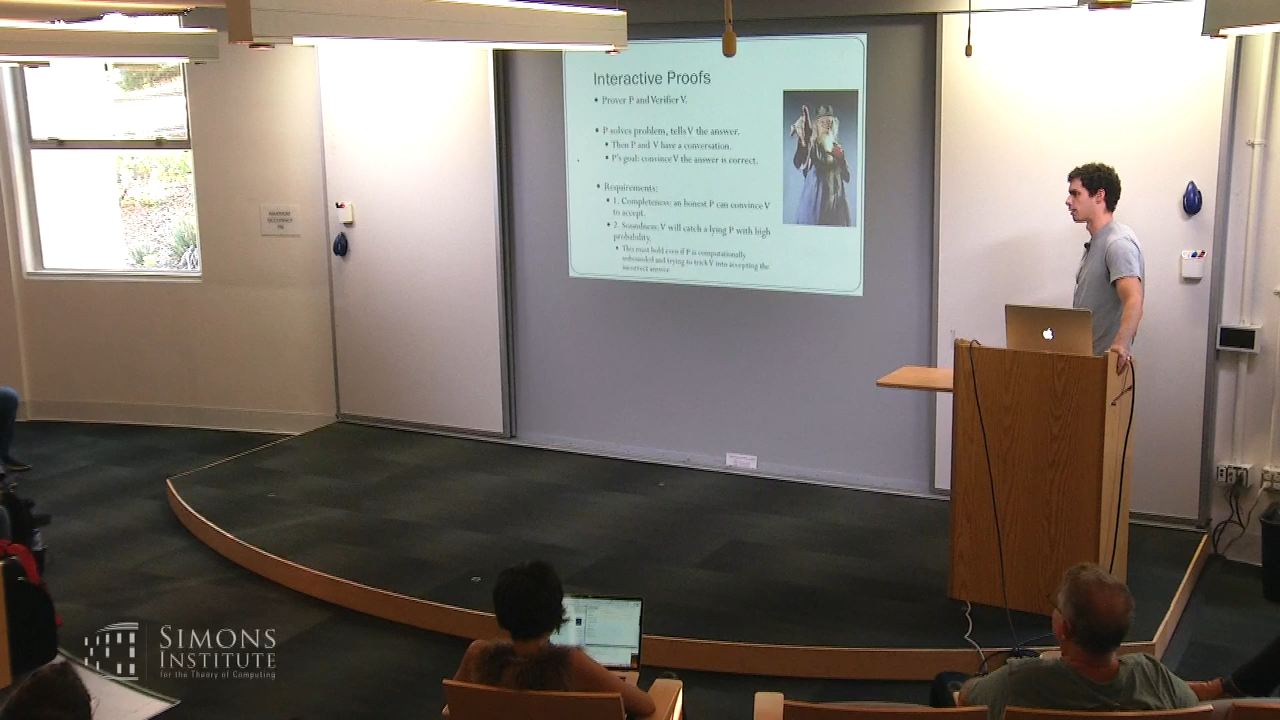 Interactive Proofs
• Prover P and Verifier V.
• P solves problem, tells V the answer.
• Then P and V have a conversation.
• P's goal: convince V the answer is correct.
• Requirements:
• 1. Completeness: an honest P can convince V
to accept.
• 2. Soundness: V will catch a lying P with high
probability.
• This must hold even if P is computationally
unbounded and trying to trick V into accepting the
incorrect answer.
MAXIMUM
OCCUPANCY
SIMONS
INSTITUTE
for the Theory of Computing